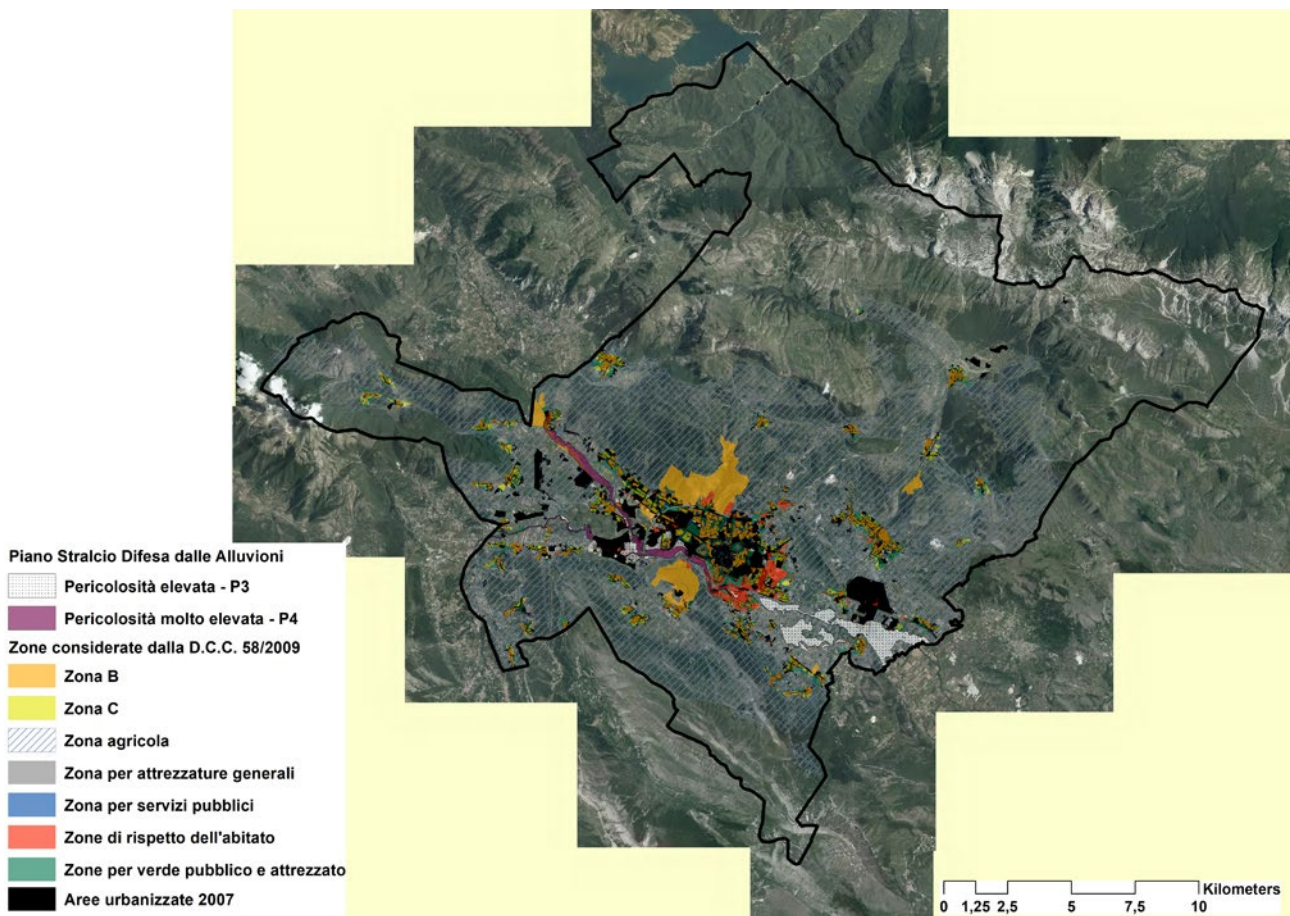 Piano Stralcio Difesa dalle Alluvioni
Pericolosità elevata - P3
Pericolosità molto elevata - P4
Zone considerate dalla D.C.C. 58/2009
Zona B
Zona C
Zona agricola
Zona per attrezzature generali
Zona per servizi pubblici
Zone di rispetto dell'abitato
Zone per verde pubblico e attrezzato
Aree urbanizzate 2007
Kilometers
0 1,25 2,5 5 7,5 10